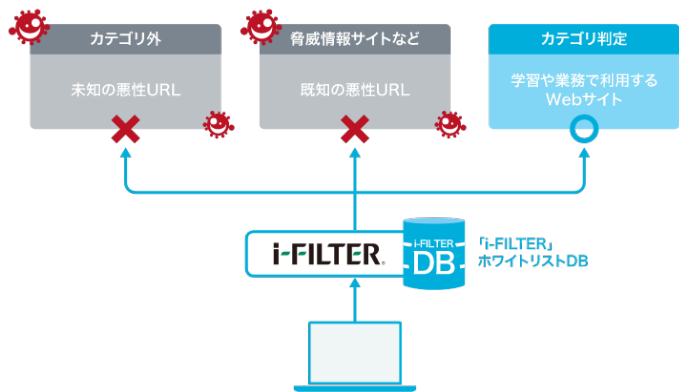 カテゴリ外
未知の悪性URL
脅威情報サイトなど
既知の悪性URL
カテゴリ判定
学習や業務で利用する
Webサイト
i-FILTER®
i-FILTER
DB
「i-FILTER」
ホワイトリストDB